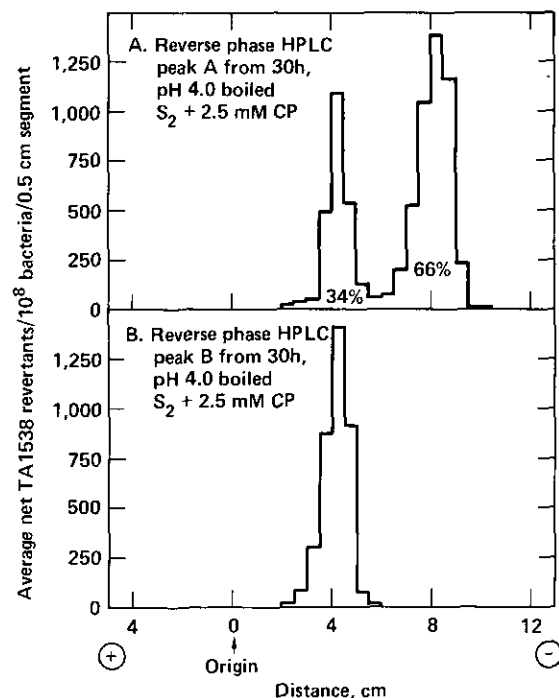 A. Reverse phase HPLC
peak A from 30h,
pH 4.0 boiled
S₂ + 2.5 mM CP
1,250
1,000
750
500
250
0
34%
66%
B. Reverse phase HPLC
peak B from 30h,
pH 4.0 boiled
S₂ + 2.5 mM CP
1,250
1,000
750
500
250
0
Average net TA1538 revertants/10⁸ bacteria/0.5 cm segment
4 0 4 8 12
+ Origin −
Distance, cm